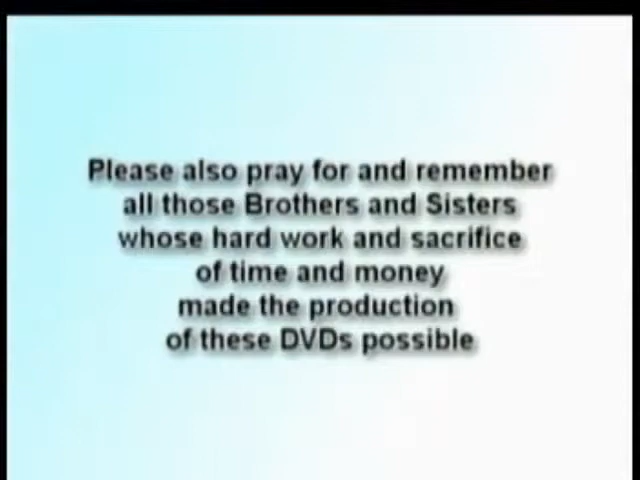 Please also pray for and remember
all those Brothers and Sisters
whose hard work and sacrifice
of time and money
made the production
of these DVDs possible